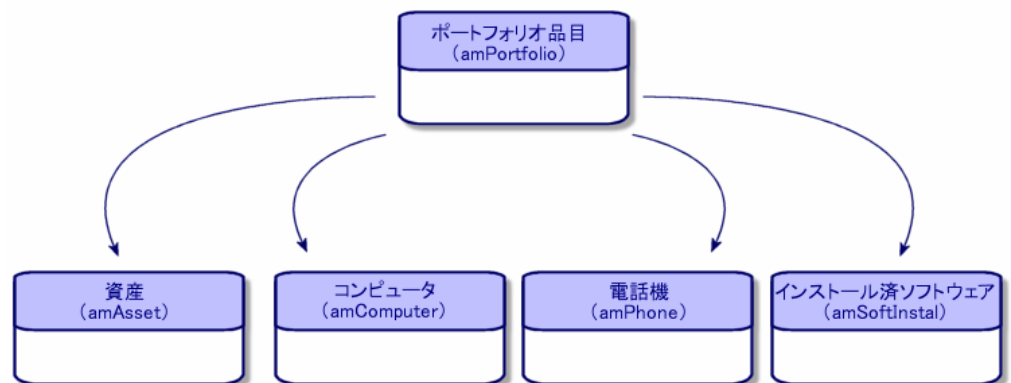 ポートフォリオ品目
(amPortfolio)
資産
(amAsset)
コンピュータ
(amComputer)
電話機
(amPhone)
インストール済ソフトウェア
(amSoftInstal)